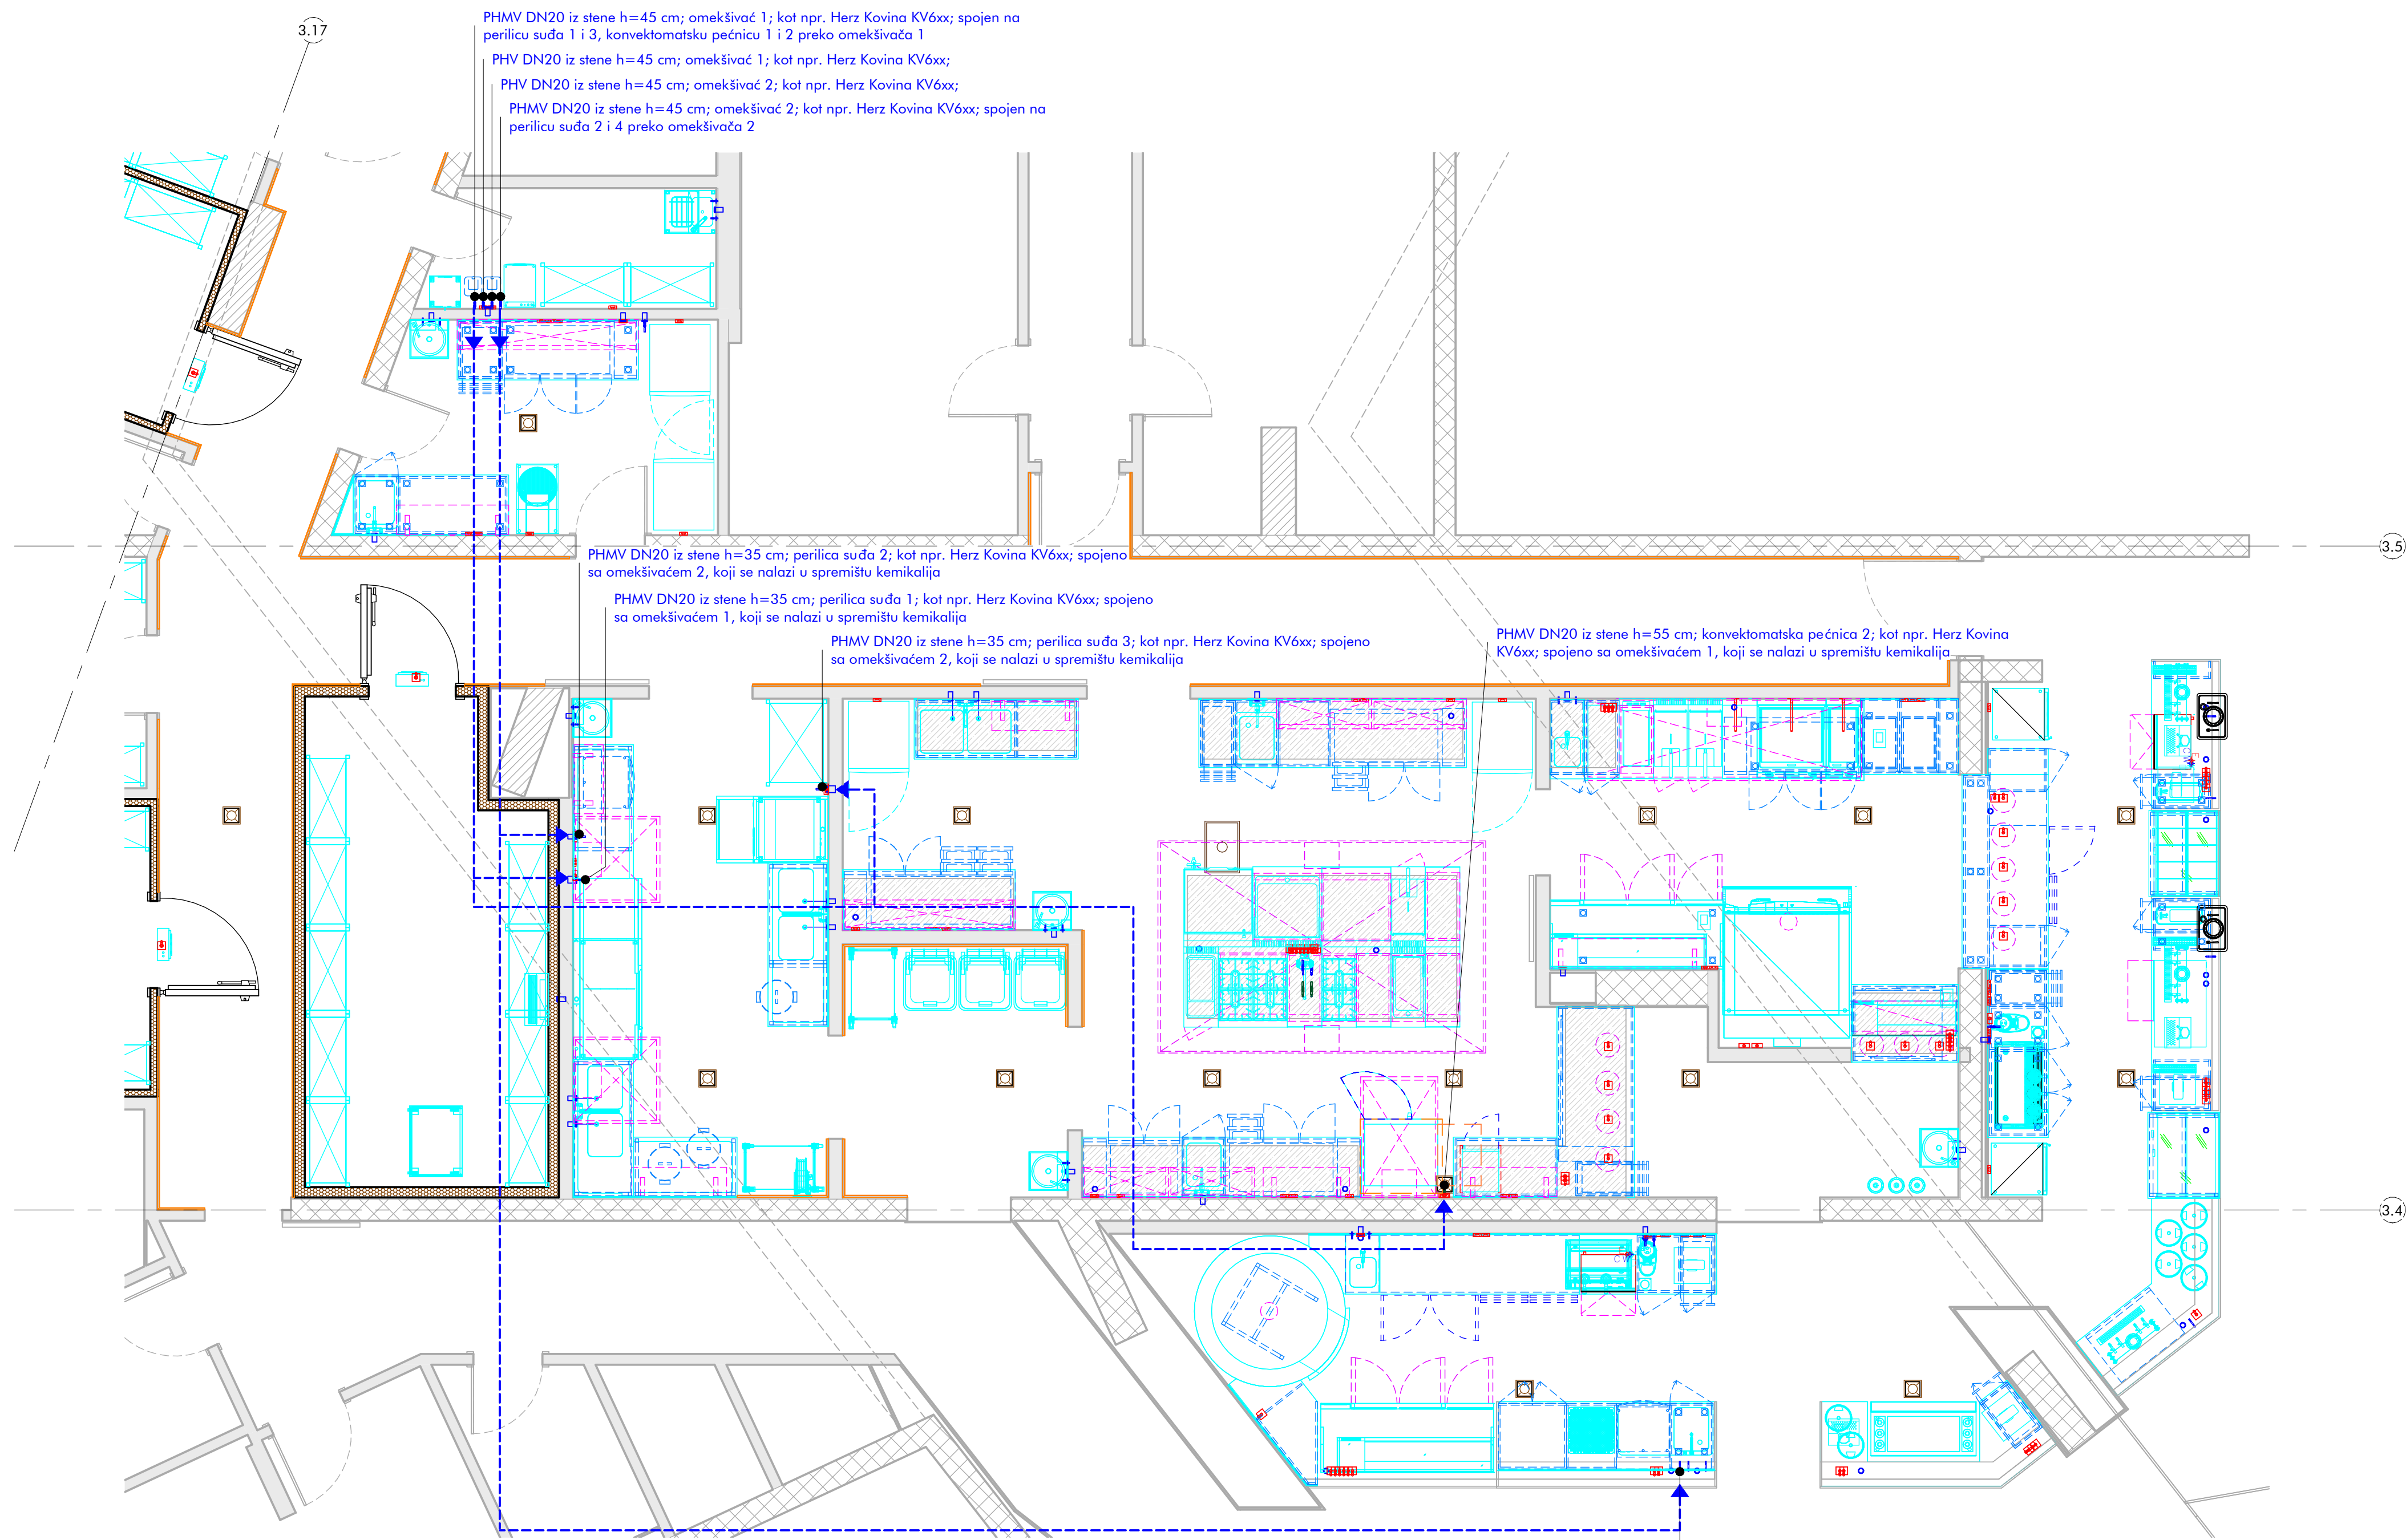 PHMV DN20 iz stene h=45 cm; omekšivać 1; kot npr. Herz Kovina KV6xx; spojen na
perilicu suđa 1 i 3, konvektomatsku pećnicu 1 i 2 preko omekšivača 1
3.17
PHV DN20 iz stene h=45 cm; omekšivać 1; kot npr. Herz Kovina KV6xx;
PHV DN20 iz stene h=45 cm; omekšivać 2; kot npr. Herz Kovina KV6xx;
PHMV DN20 iz stene h=45 cm; omekšivać 2; kot npr. Herz Kovina KV6xx; spojen na
perilicu suđa 2 i 4 preko omekšivača 2
3.5
PHMV DN20 iz stene h=35 cm; perilica suđa 2; kot npr. Herz Kovina KV6xx; spojeno
sa omekšivaćem 2, koji se nalazi u spremištu kemikalija
PHMV DN20 iz stene h=35 cm; perilica suđa 1; kot npr. Herz Kovina KV6xx; spojeno
sa omekšivaćem 1, koji se nalazi u spremištu kemikalija
PHMV DN20 iz stene h=35 cm; perilica suđa 3; kot npr. Herz Kovina KV6xx; spojeno
sa omekšivaćem 2, koji se nalazi u spremištu kemikalija
PHMV DN20 iz stene h=55 cm; konvektomatska pećnica 2; kot npr. Herz Kovina
KV6xx; spojeno sa omekšivaćem 1, koji se nalazi u spremištu kemikalija
3.4